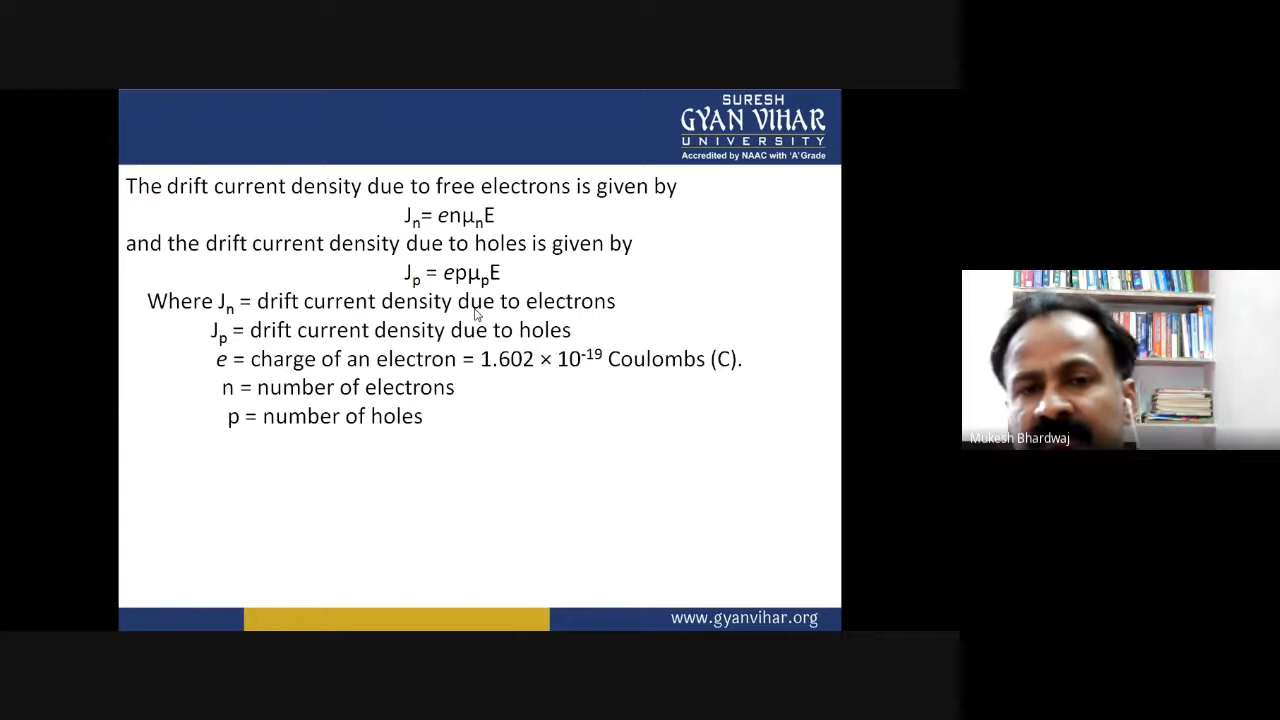 SURESH
GYAN VIHAR
UNIVERSITY
Accredited by NAAC with 'A' Grade
The drift current density due to free electrons is given by
Jₙ= enμₙE
and the drift current density due to holes is given by
Jₚ = epμₚE
Where Jₙ = drift current density due to electrons
Jₚ = drift current density due to holes
e = charge of an electron = 1.602 × 10⁻¹⁹ Coulombs (C).
n = number of electrons
p = number of holes
Mukesh Bhardwaj
www.gyanvihar.org